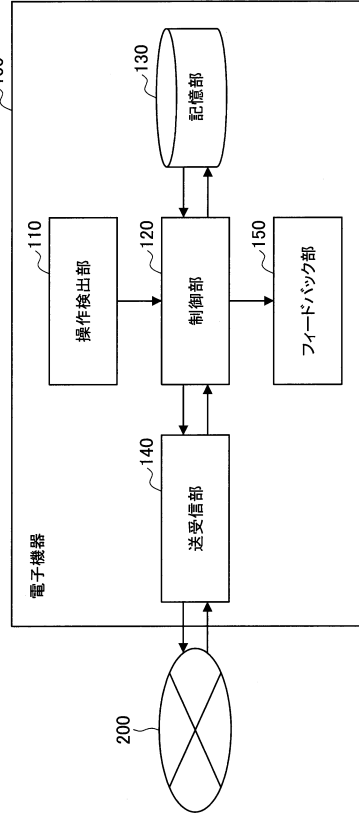 電子機器
110
操作検出部
200
140
送受信部
120
制御部
130
記憶部
150
フィードバック部